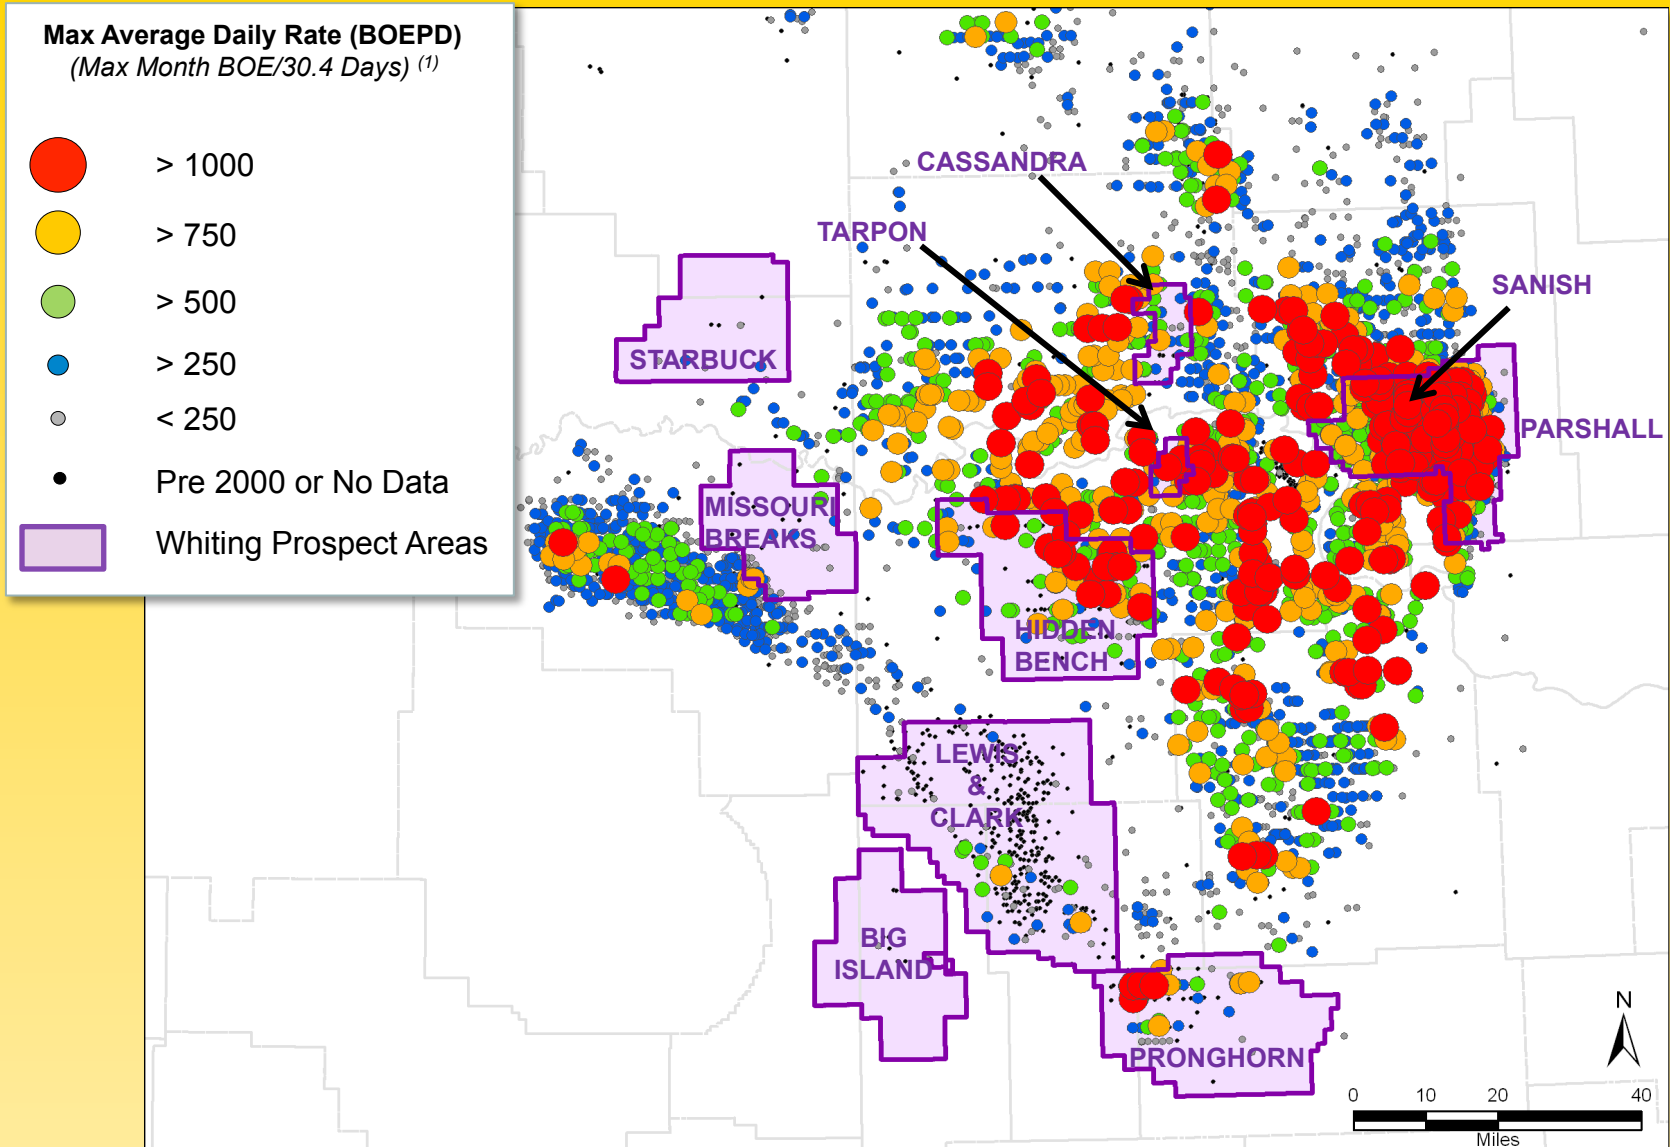 Max Average Daily Rate (BOEPD)
(Max Month BOE/30.4 Days) (1)
> 1000
> 750
> 500
> 250
< 250
Pre 2000 or No Data
Whiting Prospect Areas
CASSANDRA
TARPON
SANISH
STARBUCK
PARSHALL
MISSOURI
BREAKS
HIDDEN
BENCH
LEWIS
&
CLARK
BIG
ISLAND
PRONGHORN
N
0 10 20 40
Miles